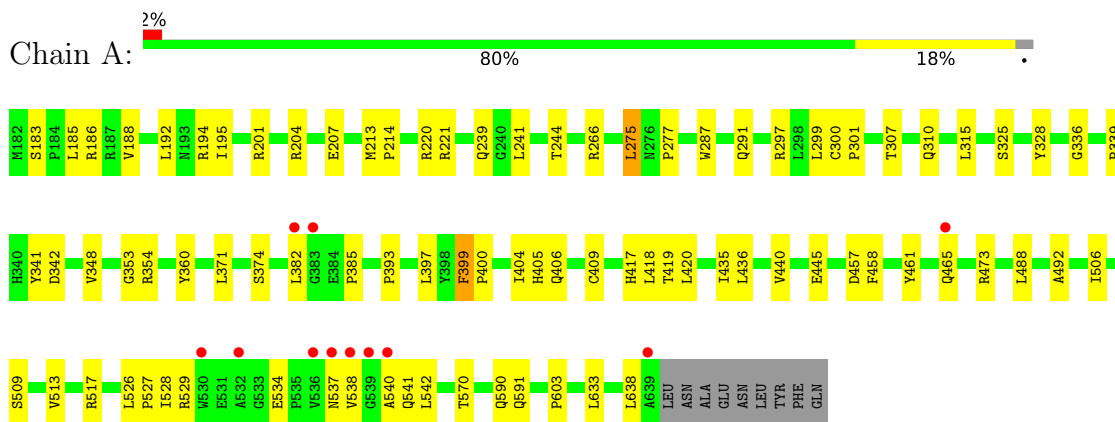 2%
Chain A:
80% 18% •
M182 S183 P184 L185 R186 R187 V188 L192 N193 R194 I195 R201 R204 E207 M213 P214 R220 R221 Q239 G240 L241 T244 R266 L275 N276 P277 W287 Q291 R297 L298 L299 C300 P301 T307 Q310 L315 S325 Y328 G336 R339
H340 Y341 D342 V348 G353 R354 Y360 L371 S374 L382 G383 E384 P385 P393 L397 Y398 F399 P400 I404 H405 Q406 C409 H417 L418 T419 L420 I435 L436 V440 E445 D457 F458 Y461 Q465 R473 L488 A492 I506
S509 V513 R517 L526 P527 I528 R529 W530 E531 A532 G533 E534 P535 V536 N537 V538 G539 A540 Q541 L542 T570 Q590 Q591 P603 L633 L638 A639 LEU ASN ALA GLU ASN LEU TYR PHE GLN